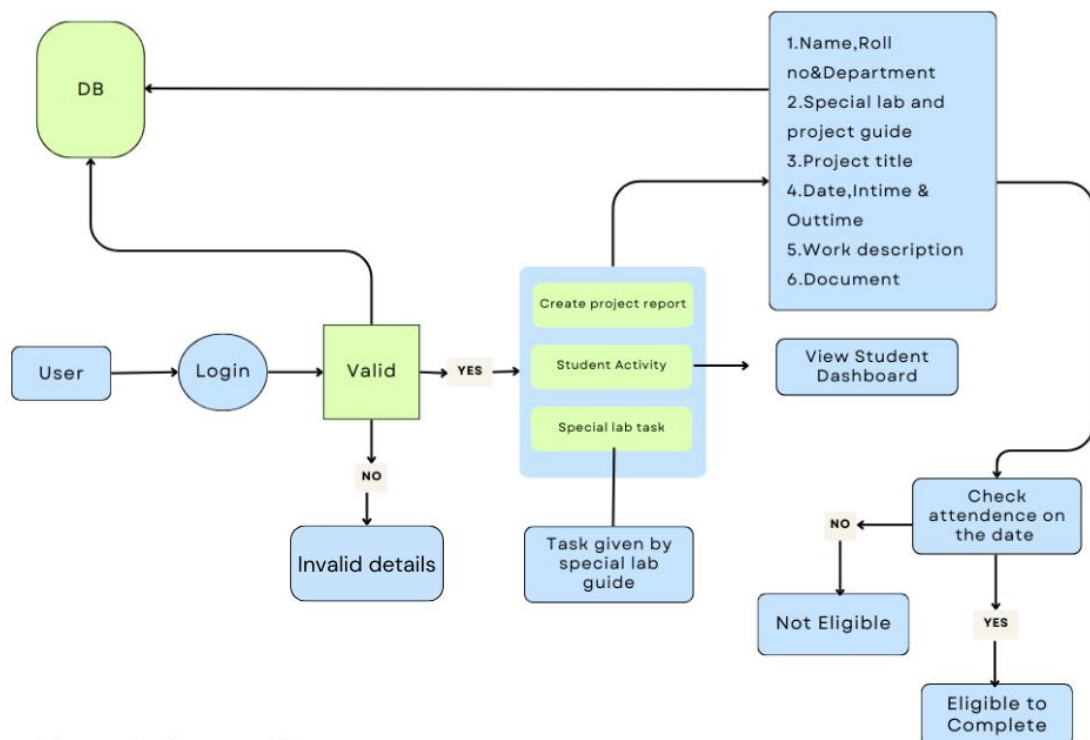 DB
1.Name,Roll
no&Department
2.Special lab and
project guide
3.Project title
4.Date,Intime &
Outtime
5.Work description
6.Document
Create project report
User
Login
Valid
YES
Student Activity
View Student
Dashboard
Special lab task
NO
Invalid details
Task given by
special lab
guide
Check
attendence on
the date
NO
Not Eligible
YES
Eligible to
Complete